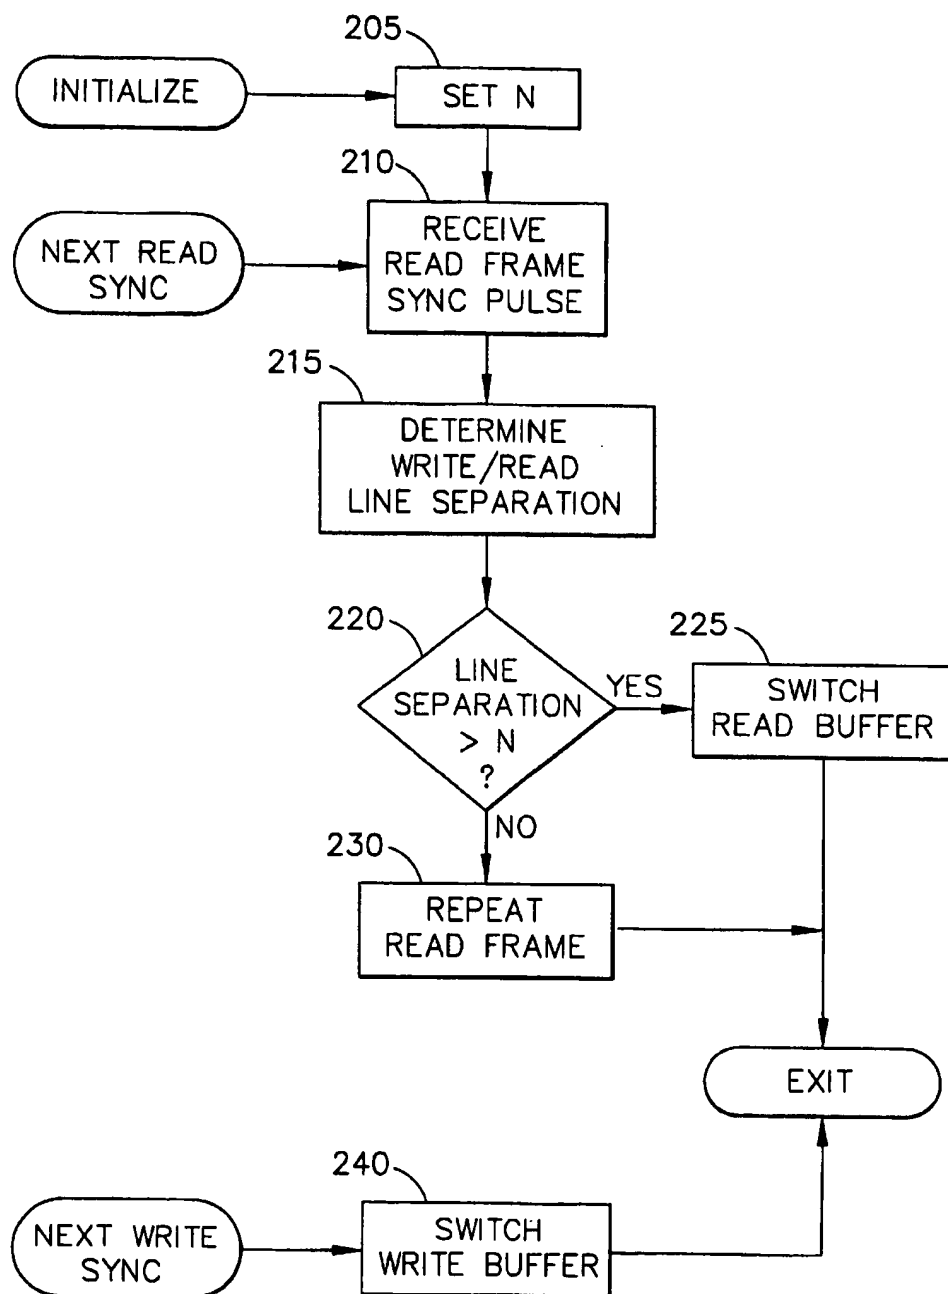 205
INITIALIZE
SET N
210
NEXT READ
SYNC
RECEIVE
READ FRAME
SYNC PULSE
215
DETERMINE
WRITE/READ
LINE SEPARATION
220
LINE
SEPARATION
> N
?
YES
225
SWITCH
READ BUFFER
NO
230
REPEAT
READ FRAME
EXIT
240
NEXT WRITE
SYNC
SWITCH
WRITE BUFFER